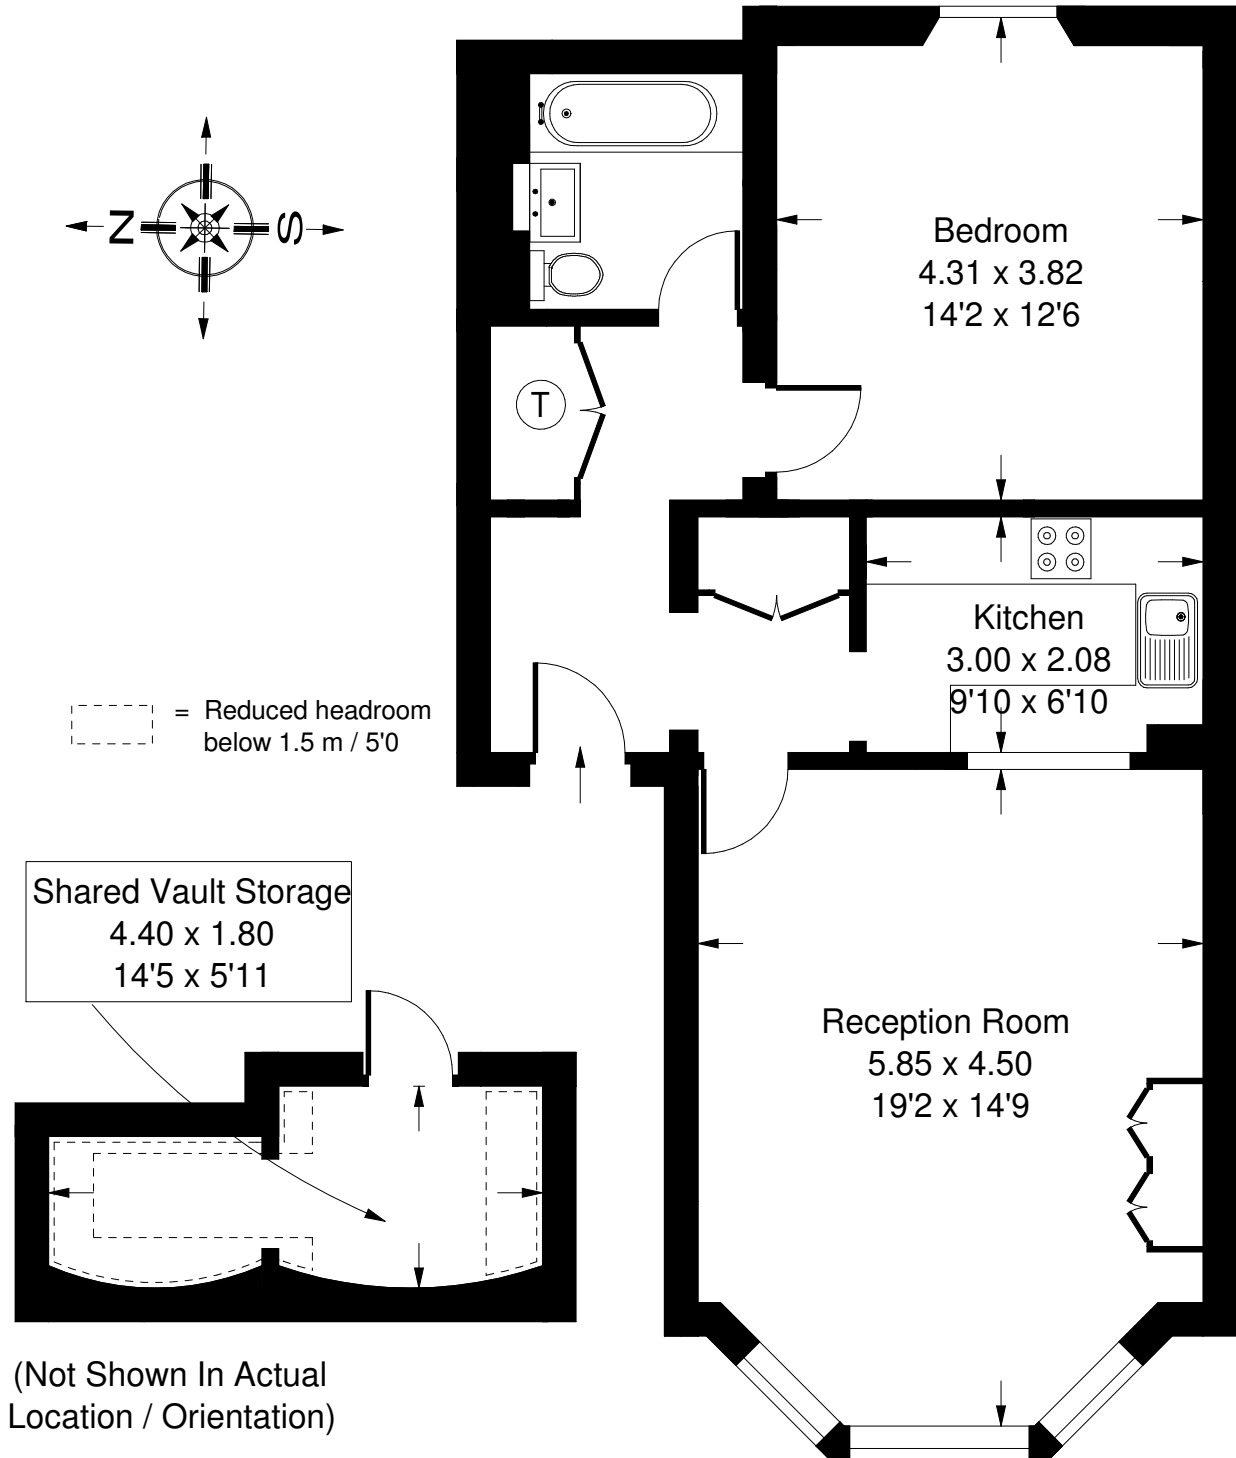 Bedroom
4.31 x 3.82
14'2 x 12'6
N
S
T
Kitchen
3.00 x 2.08
9'10 x 6'10
= Reduced headroom
below 1.5 m / 5'0
Shared Vault Storage
4.40 x 1.80
14'5 x 5'11
Reception Room
5.85 x 4.50
19'2 x 14'9
(Not Shown In Actual
Location / Orientation)